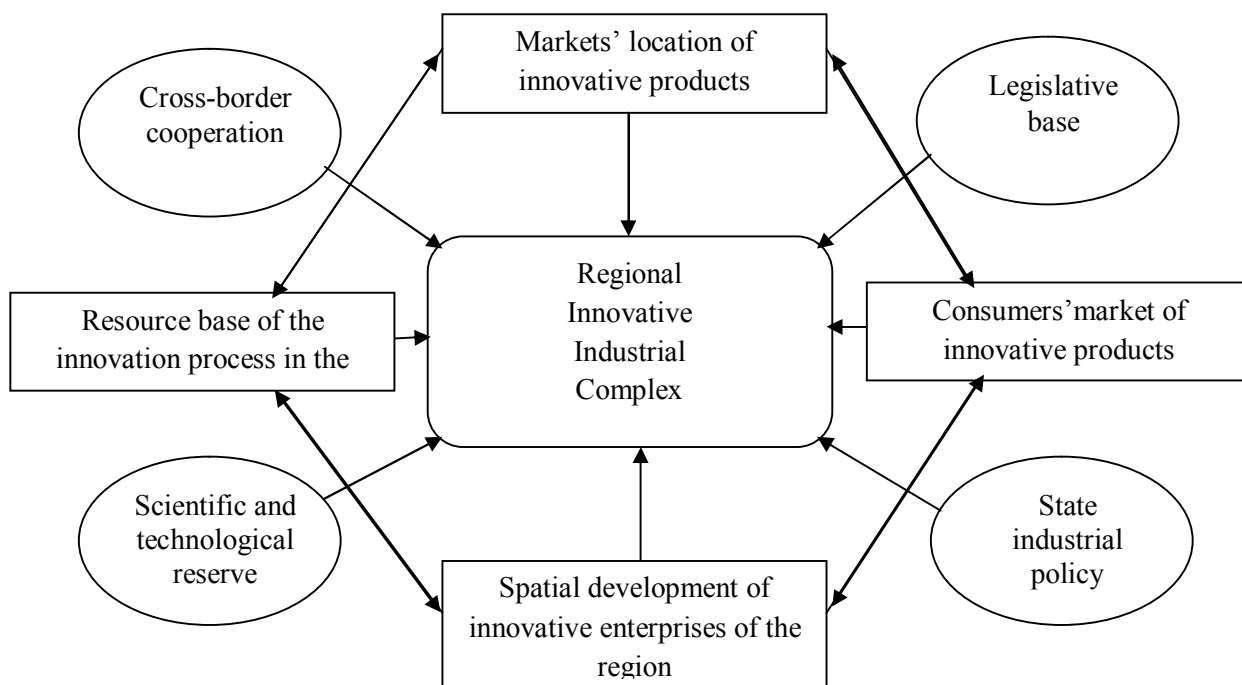 Markets’ location of
innovative products
Cross-border
cooperation
Legislative
base
Regional
Innovative
Industrial
Complex
Resource base of the
innovation process in the
Consumers’market of
innovative products
Scientific and
technological
reserve
State
industrial
policy
Spatial development of
innovative enterprises of the
region